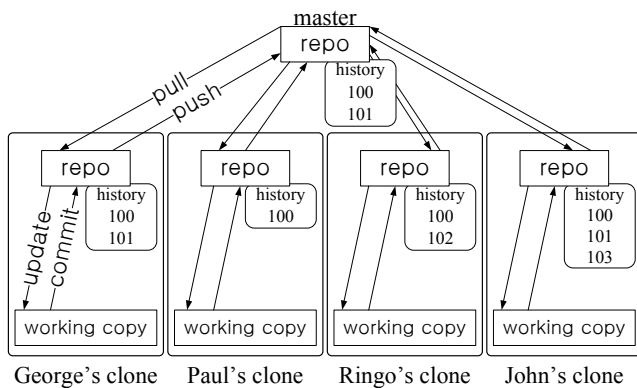 master
repo
history
100
101
pull
push
repo
history
100
101
update
commit
working copy
George's clone
repo
history
100
working copy
Paul's clone
repo
history
100
102
working copy
Ringo's clone
repo
history
100
101
103
working copy
John's clone